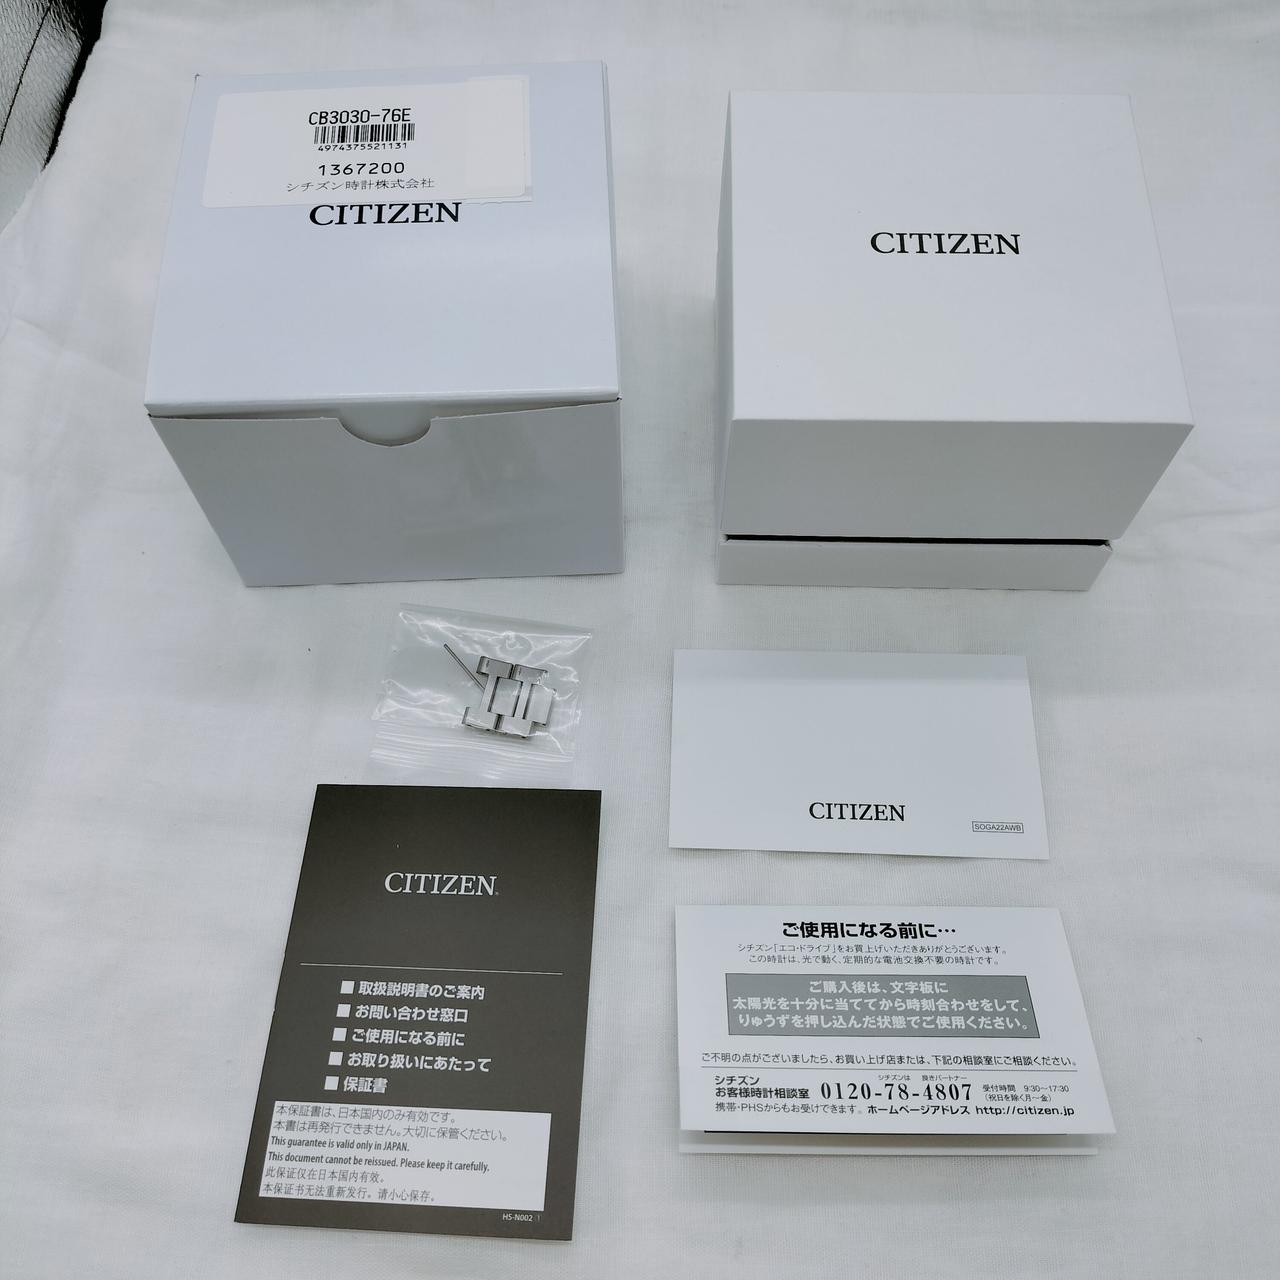 CB3030-76E
4974375521131
1367200
シチズン時計株式会社
CITIZEN
CITIZEN
CITIZEN
SOGA22AWB
CITIZEN
■ 取扱説明書のご案内
■ お問い合わせ窓口
■ ご使用になる前に
■ お取り扱いにあたって
■ 保証書
本保証書は、日本国内のみ有効です。
本書は再発行できません。大切に保管ください。
This guarantee is valid only in JAPAN.
This document cannot be reissued. Please keep it carefully.
此保证仅在日本国内有效。
本保证书无法重新发行。请小心保存。
HS-N002 1
ご使用になる前に…
シチズン「エコ・ドライブ」をお買上げいただきありがとうございます。
この時計は、光で動く、定期的な電池交換不要の時計です。
ご購入後は、文字板に
太陽光を十分に当ててから時刻合わせをして、
りゅうずを押し込んだ状態でご使用ください。
ご不明の点がございましたら、お買い上げ店または、下記の相談室にご相談ください。
シチズン
お客様時計相談室
シチズンは 良きパートナー
0120-78-4807
受付時間 9:30〜17:30
(祝日を除く月〜金)
携帯・PHSからもお受けできます。ホームページアドレス http://citizen.jp